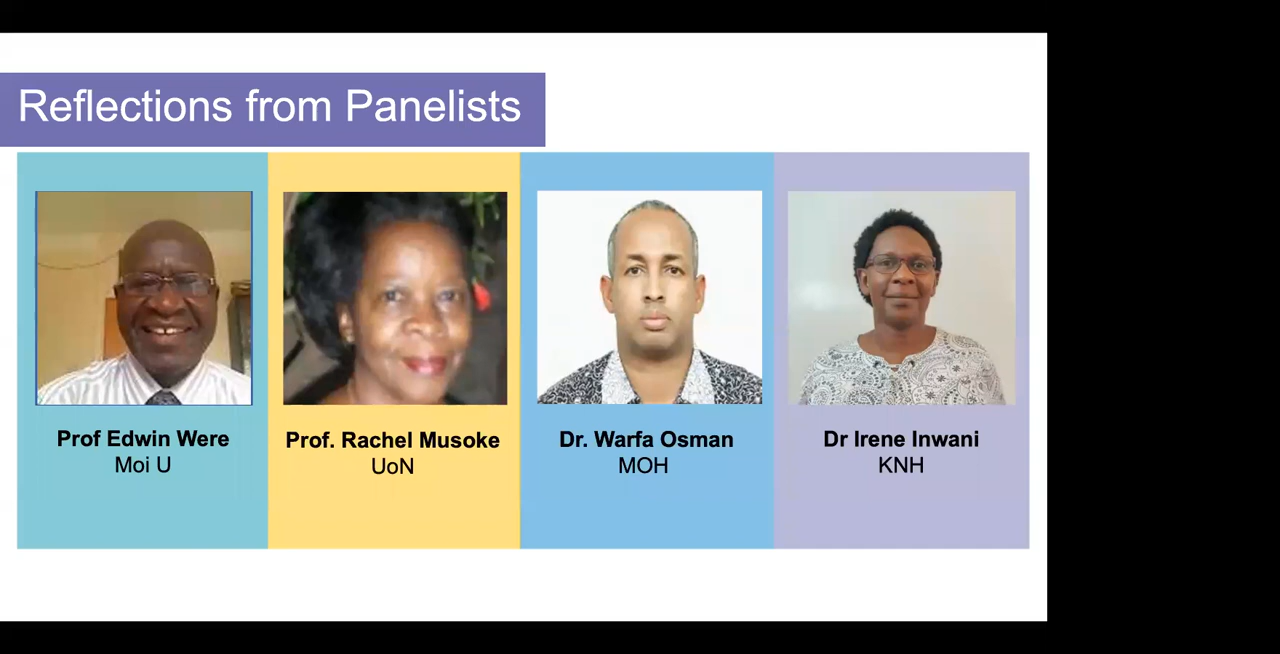 Reflections from Panelists
Prof Edwin Were
Moi U
Prof. Rachel Musoke
UoN
Dr. Warfa Osman
MOH
Dr Irene Inwani
KNH